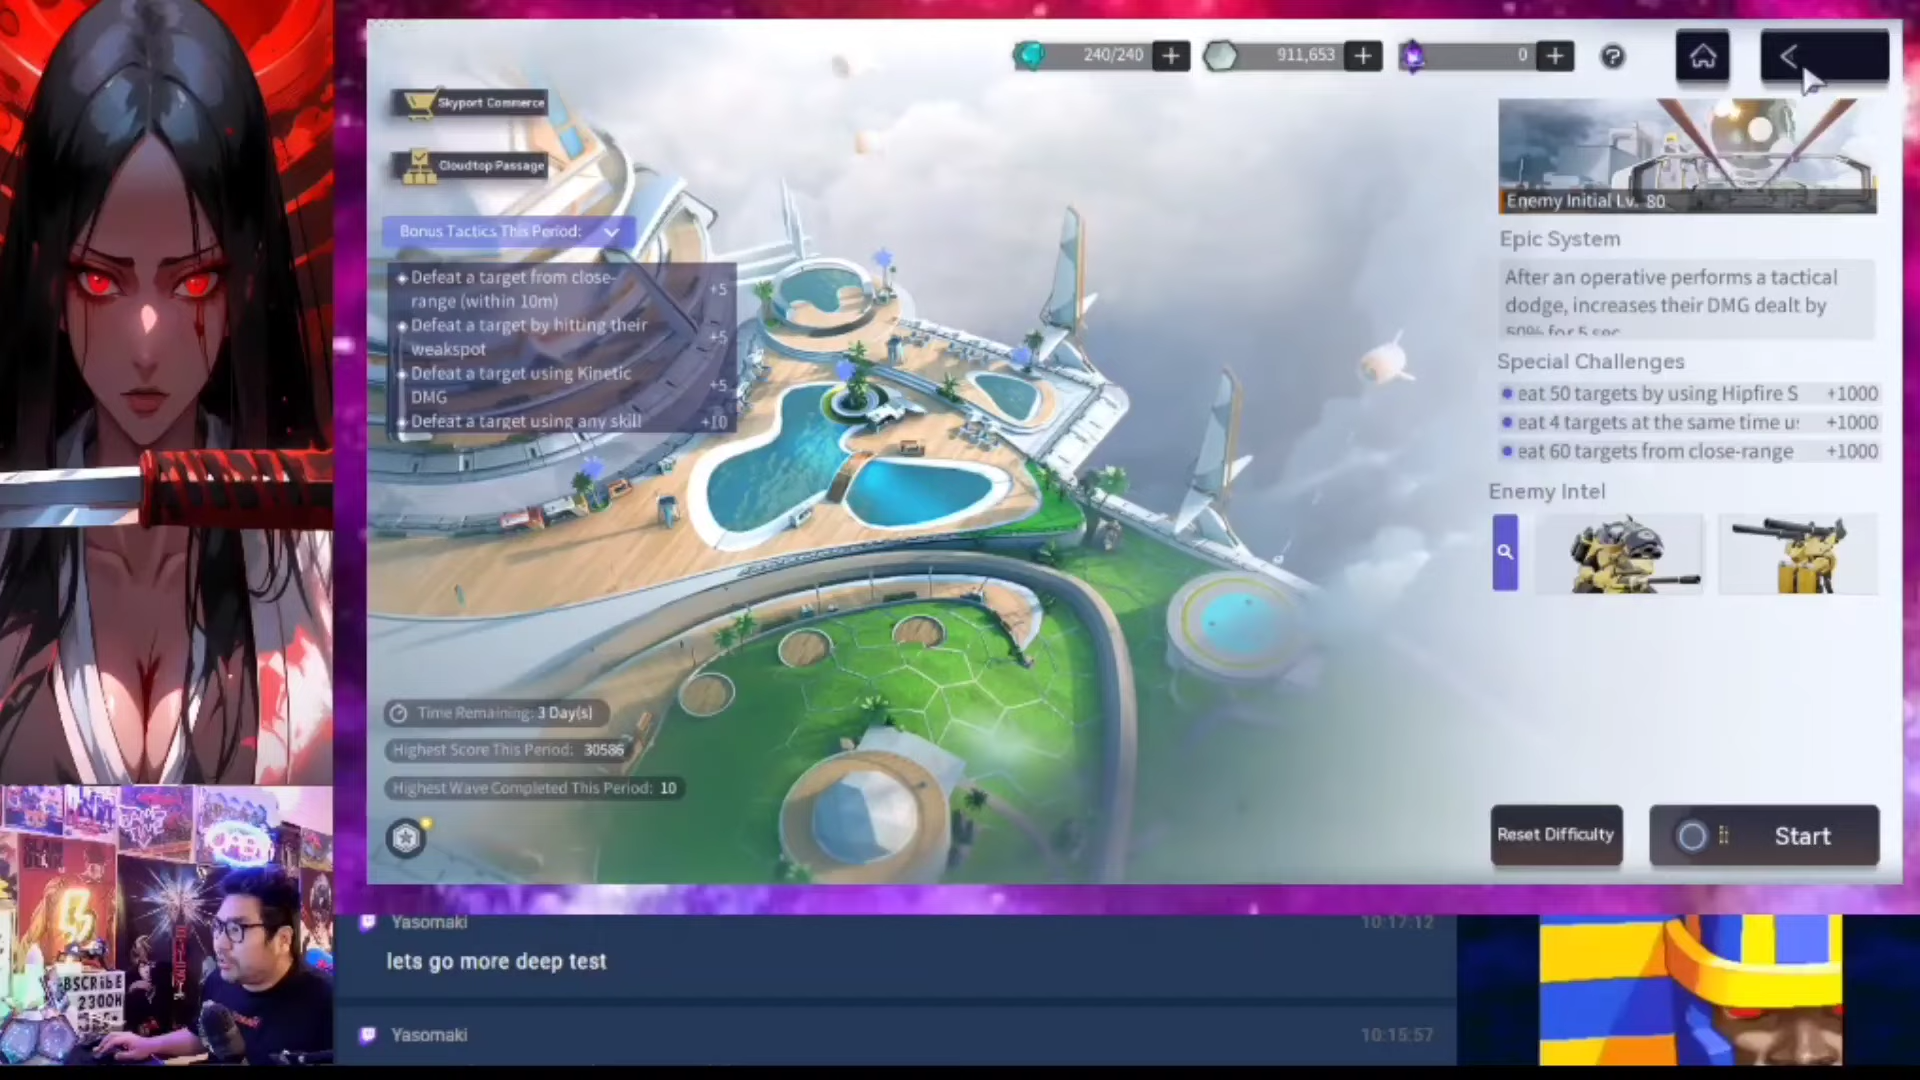 240/240
911,653
0
Skyport Commerce
Cloudtop Passage
Bonus Tactics This Period:
Defeat a target from close-
range (within 10m)
+5
Defeat a target by hitting their
weakspot
+5
Defeat a target using Kinetic
DMG
+5
Defeat a target using any skill
+10
Time Remaining: 3 Day(s)
Highest Score This Period: 30586
Highest Wave Completed This Period: 10
Enemy Initial Lv. 80
Epic System
After an operative performs a tactical
dodge, increases their DMG dealt by
50% for 5 sec
Special Challenges
eat 50 targets by using Hipfire S +1000
eat 4 targets at the same time u +1000
eat 60 targets from close-range +1000
Enemy Intel
Reset Difficulty
Start
Yasomaki 10:17:12
lets go more deep test
Yasomaki 10:15:57
BSCRIBE
2300H